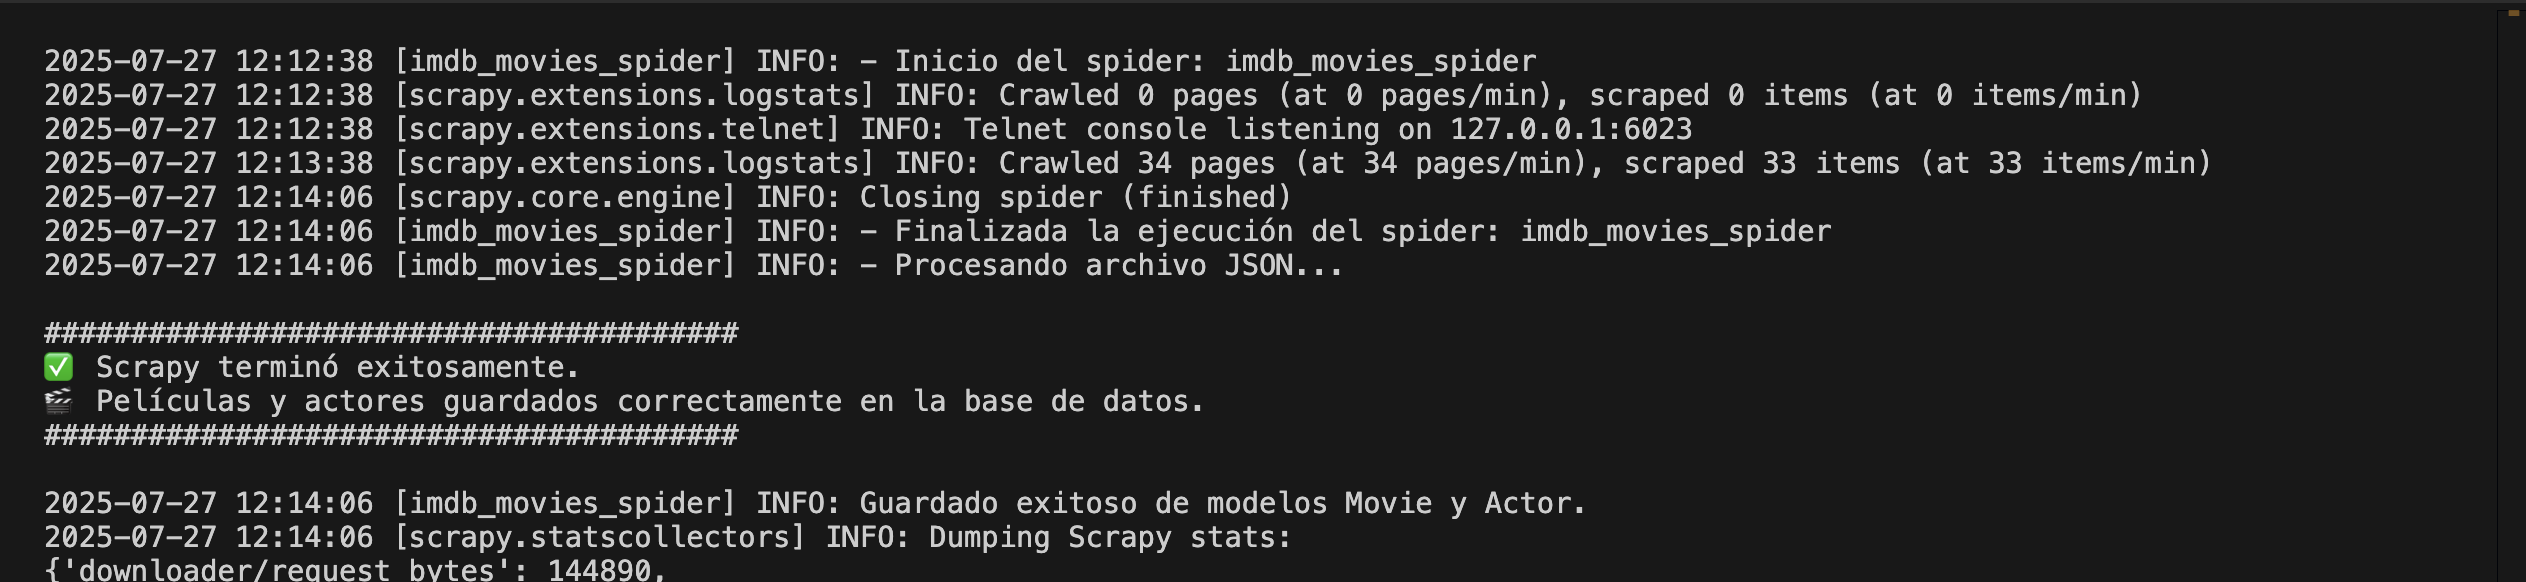 2025-07-27 12:12:38 [imdb_movies_spider] INFO: – Inicio del spider: imdb_movies_spider
2025-07-27 12:12:38 [scrapy.extensions.logstats] INFO: Crawled 0 pages (at 0 pages/min), scraped 0 items (at 0 items/min)
2025-07-27 12:12:38 [scrapy.extensions.telnet] INFO: Telnet console listening on 127.0.0.1:6023
2025-07-27 12:13:38 [scrapy.extensions.logstats] INFO: Crawled 34 pages (at 34 pages/min), scraped 33 items (at 33 items/min)
2025-07-27 12:14:06 [scrapy.core.engine] INFO: Closing spider (finished)
2025-07-27 12:14:06 [imdb_movies_spider] INFO: – Finalizada la ejecución del spider: imdb_movies_spider
2025-07-27 12:14:06 [imdb_movies_spider] INFO: – Procesando archivo JSON...
########################################
✅ Scrapy terminó exitosamente.
🎬 Películas y actores guardados correctamente en la base de datos.
########################################
2025-07-27 12:14:06 [imdb_movies_spider] INFO: Guardado exitoso de modelos Movie y Actor.
2025-07-27 12:14:06 [scrapy.statscollectors] INFO: Dumping Scrapy stats:
{'downloader/request_bytes': 144890,